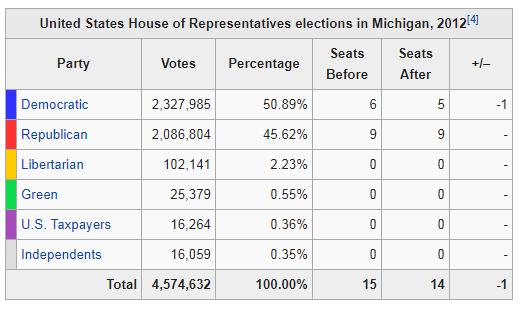 United States House of Representatives elections in Michigan, 2012[4]
Party Votes Percentage Seats Before Seats After +/–
Democratic 2,327,985 50.89% 6 5 -1
Republican 2,086,804 45.62% 9 9 -
Libertarian 102,141 2.23% 0 0 -
Green 25,379 0.55% 0 0 -
U.S. Taxpayers 16,264 0.36% 0 0 -
Independents 16,059 0.35% 0 0 -
Total 4,574,632 100.00% 15 14 -1